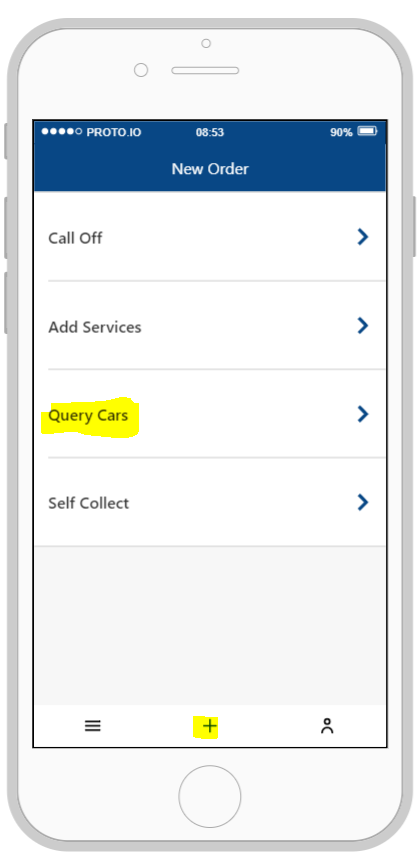 PROTO.IO 08:53 90%
New Order
Call Off
Add Services
Query Cars
Self Collect